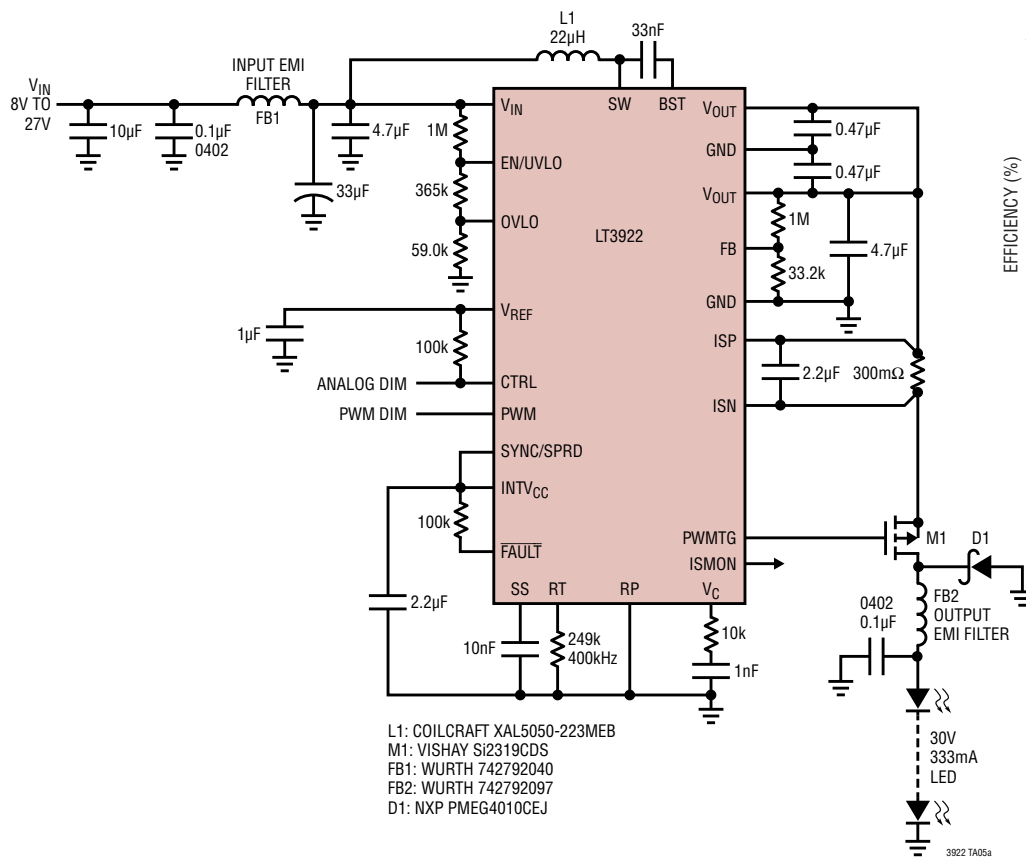 L1
22µH
33nF
INPUT EMI
FILTER
FB1
VIN
8V TO
27V
10µF
0.1µF
0402
33µF
4.7µF
1M
365k
59.0k
SW
BST
VIN
EN/UVLO
OVLO
LT3922
VOUT
GND
VOUT
FB
GND
ISP
ISN
0.47µF
0.47µF
1M
33.2k
4.7µF
2.2µF
300mΩ
EFFICIENCY (%)
1µF
100k
VREF
ANALOG DIM
CTRL
PWM DIM
PWM
SYNC/SPRD
INTVCC
100k
FAULT
2.2µF
SS
RT
RP
VC
PWMTG
ISMON
M1
D1
10nF
249k
400kHz
10k
1nF
0402
0.1µF
FB2
OUTPUT
EMI FILTER
30V
333mA
LED
L1: COILCRAFT XAL5050-223MEB
M1: VISHAY Si2319CDS
FB1: WURTH 742792040
FB2: WURTH 742792097
D1: NXP PMEG4010CEJ
3922 TA05a